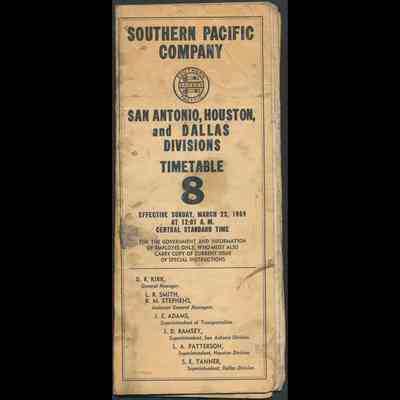 SOUTHERN PACIFIC
COMPANY
SAN ANTONIO, HOUSTON,
and DALLAS
DIVISIONS
TIMETABLE
8
EFFECTIVE SUNDAY, MARCH 23, 1969
AT 12:01 A. M.
CENTRAL STANDARD TIME
FOR THE GOVERNMENT AND INFORMATION
OF EMPLOYES ONLY, WHO MUST ALSO
CARRY COPY OF CURRENT ISSUE
OF SPECIAL INSTRUCTIONS
D. R. KIRK,
General Manager.
L. R. SMITH,
R. M. STEPHENS,
Assistant General Managers.
J. E. ADAMS,
Superintendent of Transportation.
J. D. RAMSEY,
Superintendent, San Antonio Division.
L. A. PATTERSON,
Superintendent, Houston Division.
S. E. TANNER,
Superintendent, Dallas Division.